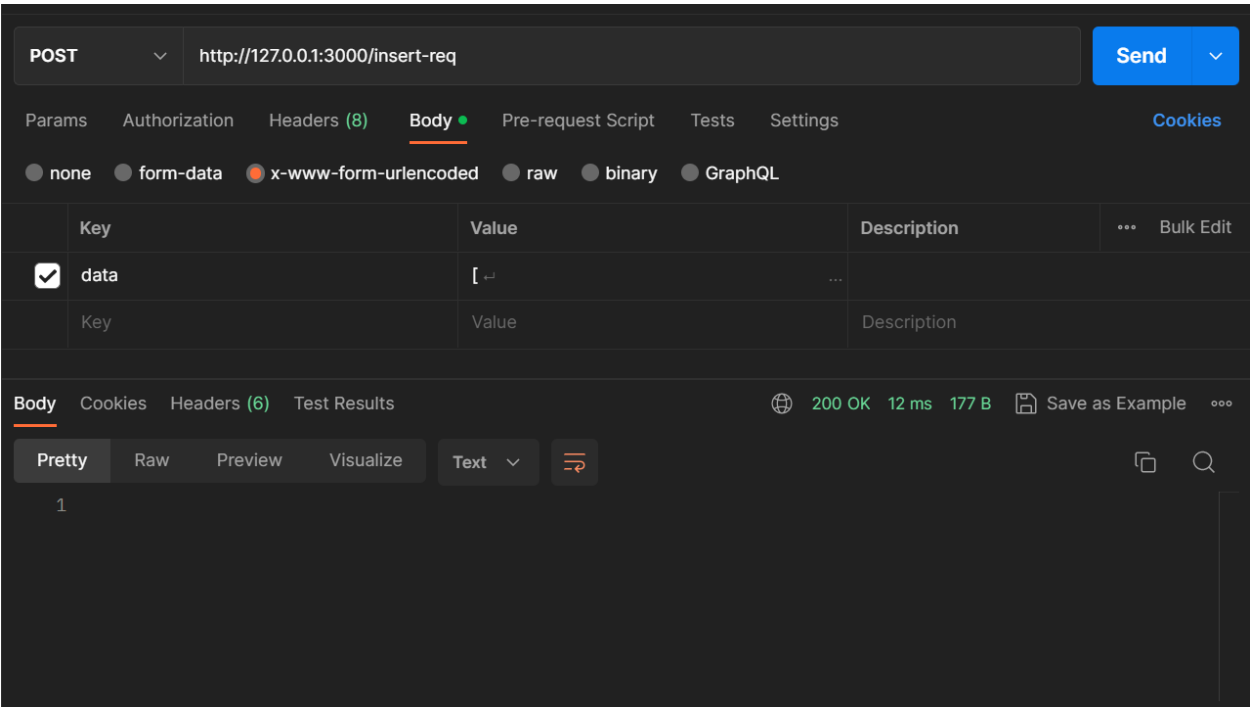 POST http://127.0.0.1:3000/insert-req Send
Params Authorization Headers (8) Body Pre-request Script Tests Settings Cookies
none form-data x-www-form-urlencoded raw binary GraphQL
Key Value Description ooo Bulk Edit
data [ ↵ ...
Key Value Description
Body Cookies Headers (6) Test Results 200 OK 12 ms 177 B Save as Example ooo
Pretty Raw Preview Visualize Text
1